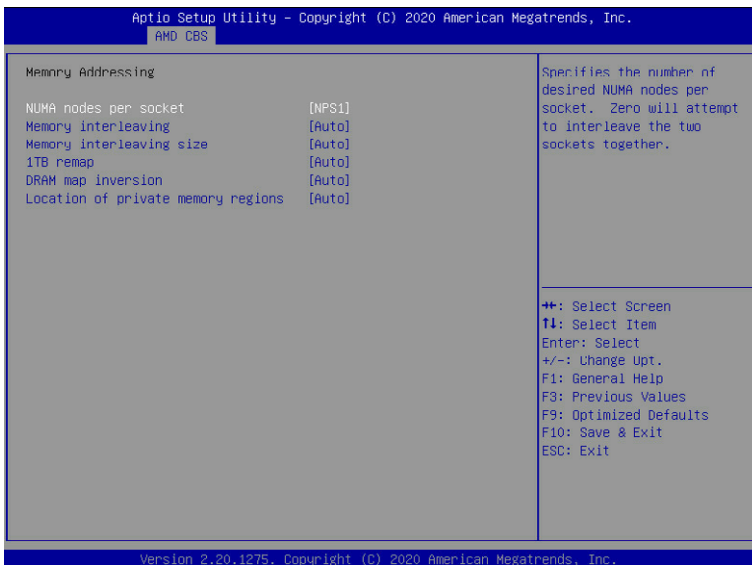 Aptio Setup Utility – Copyright (C) 2020 American Megatrends, Inc.
AMD CBS
Memory Addressing
NUMA nodes per socket [NPS1]
Memory interleaving [Auto]
Memory interleaving size [Auto]
1TB remap [Auto]
DRAM map inversion [Auto]
Location of private memory regions [Auto]
Specifies the number of
desired NUMA nodes per
socket. Zero will attempt
to interleave the two
sockets together.
→←: Select Screen
↑↓: Select Item
Enter: Select
+/-: Change Opt.
F1: General Help
F3: Previous Values
F9: Optimized Defaults
F10: Save & Exit
ESC: Exit
Version 2.20.1275. Copyright (C) 2020 American Megatrends, Inc.